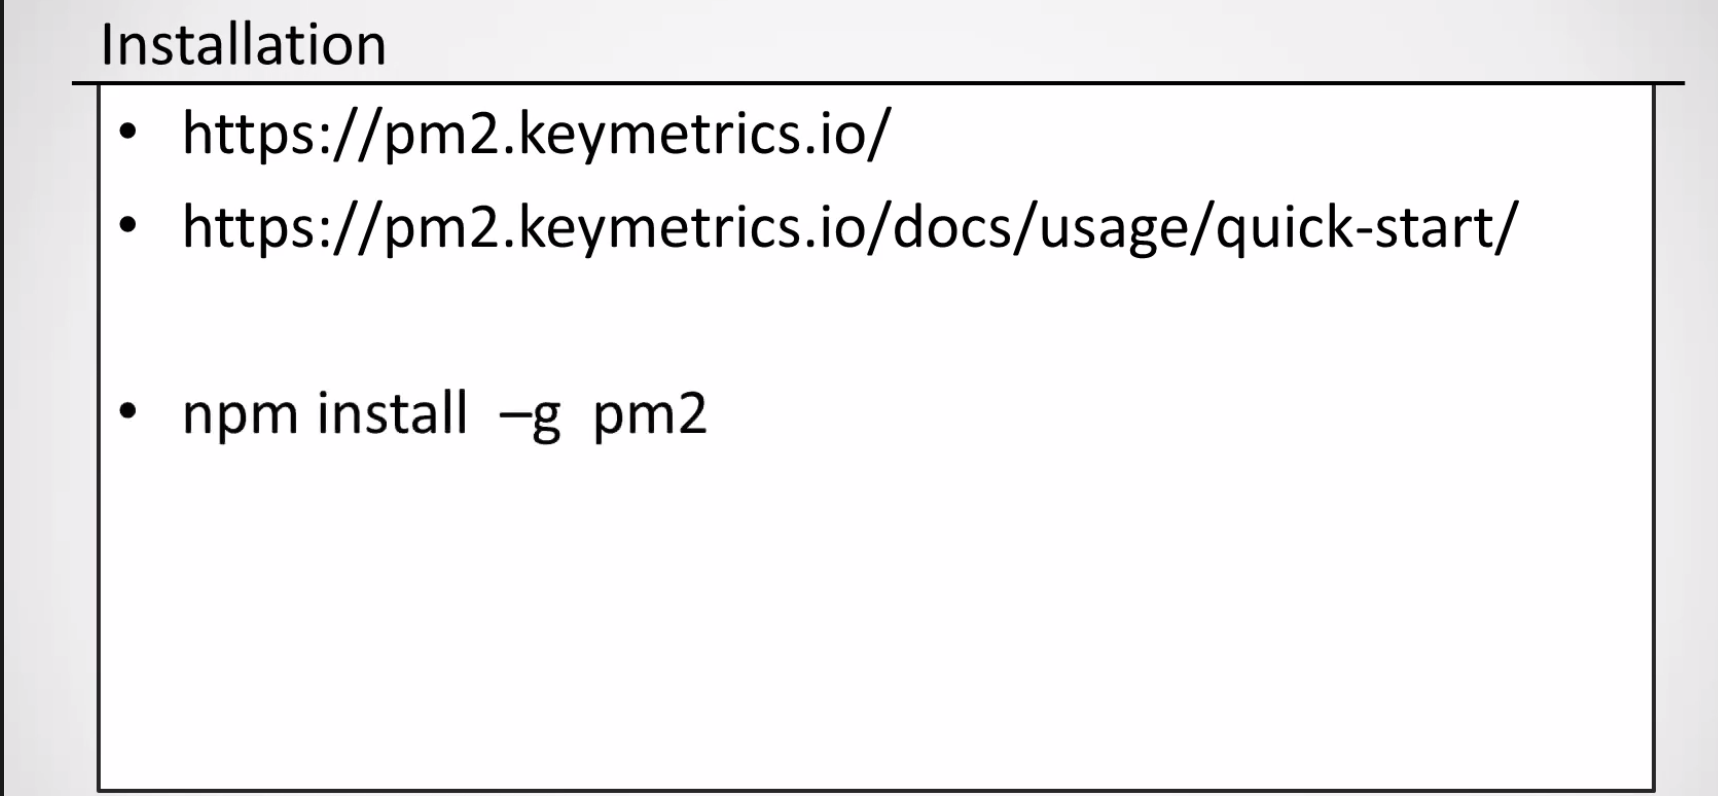 Installation
• https://pm2.keymetrics.io/
• https://pm2.keymetrics.io/docs/usage/quick-start/
• npm install  –g  pm2